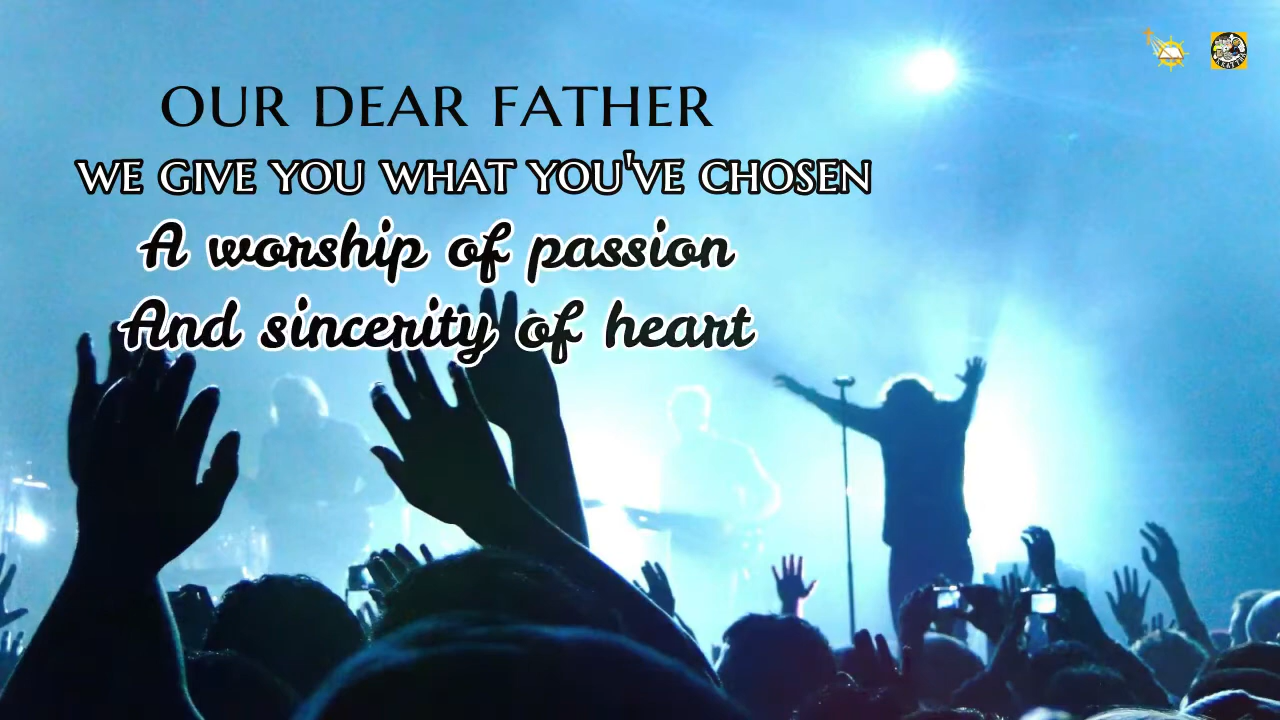 OUR DEAR FATHER
WE GIVE YOU WHAT YOU'VE CHOSEN
A worship of passion
And sincerity of heart